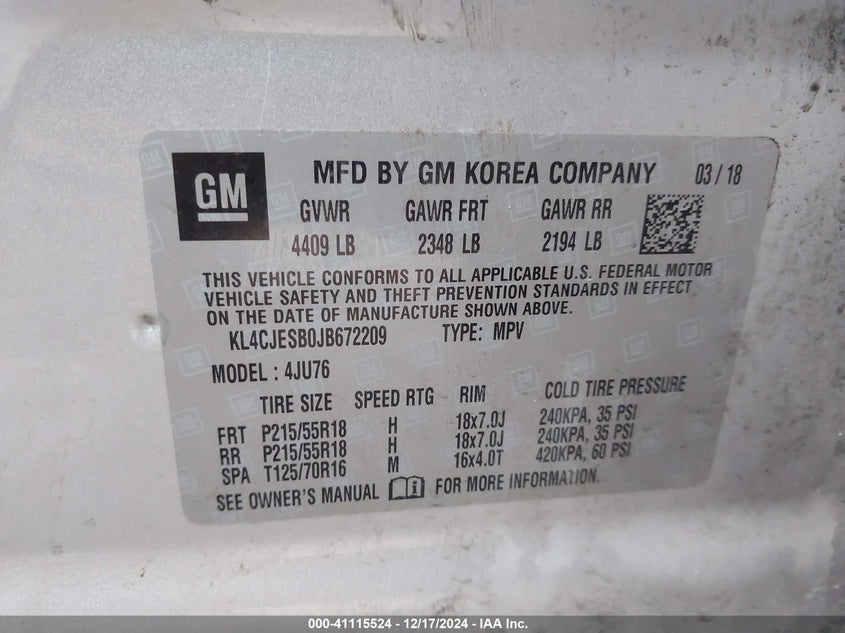 GM
MFD BY GM KOREA COMPANY 03/18
GVWR GAWR FRT GAWR RR
4409 LB 2348 LB 2194 LB
THIS VEHICLE CONFORMS TO ALL APPLICABLE U.S. FEDERAL MOTOR
VEHICLE SAFETY AND THEFT PREVENTION STANDARDS IN EFFECT
ON THE DATE OF MANUFACTURE SHOWN ABOVE.
KL4CJESB0JB672209 TYPE: MPV
MODEL : 4JU76
TIRE SIZE SPEED RTG RIM COLD TIRE PRESSURE
FRT P215/55R18 H 18x7.0J 240KPA, 35 PSI
RR P215/55R18 H 18x7.0J 240KPA, 35 PSI
SPA T125/70R16 M 16x4.0T 420KPA, 60 PSI
SEE OWNER'S MANUAL FOR MORE INFORMATION.
000-41115524 - 12/17/2024 - IAA Inc.